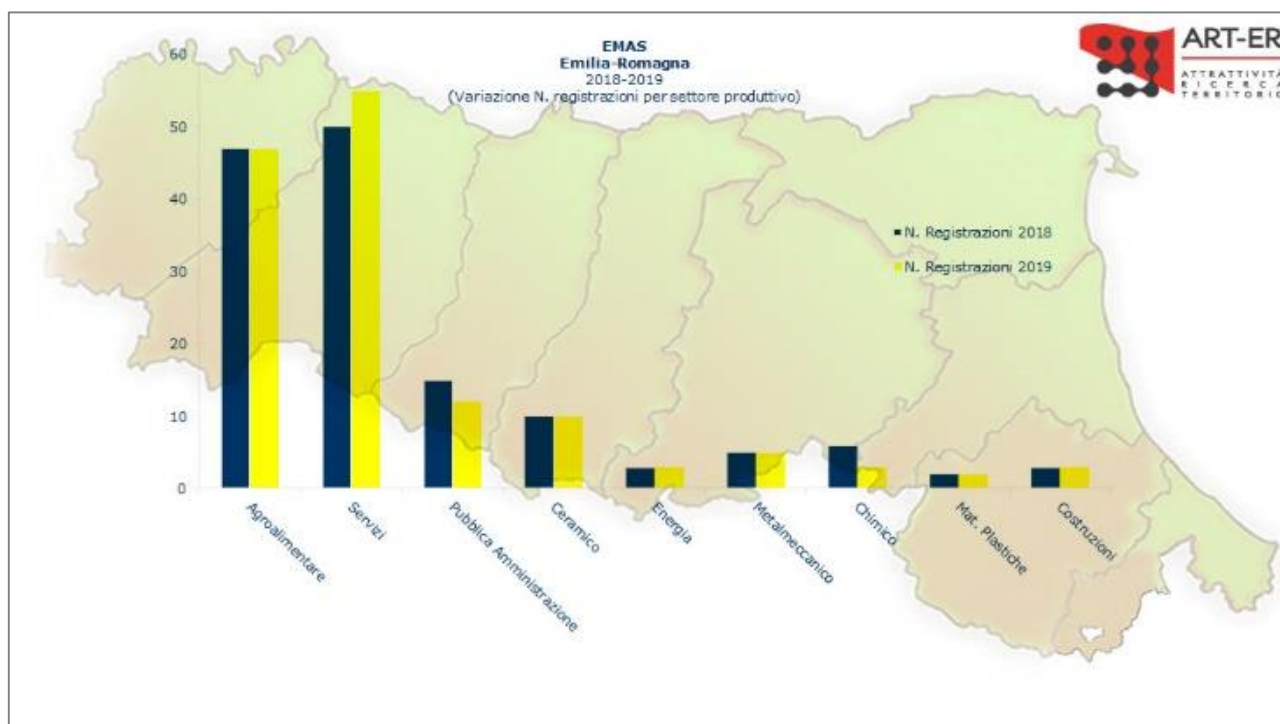 EMAS
Emilia-Romagna
2018-2019
(Variazione N. registrazioni per settore produttivo)
ART-ER
ATTRATTIVITÀ
RICERCA
TERRITORIO
60
50
40
30
20
10
0
N. Registrazioni 2018
N. Registrazioni 2019
Agroalimentare
Servizi
Pubblica Amministrazione
Ceramico
Energia
Metalmeccanico
Chimico
Mat. Plastiche
Costruzioni